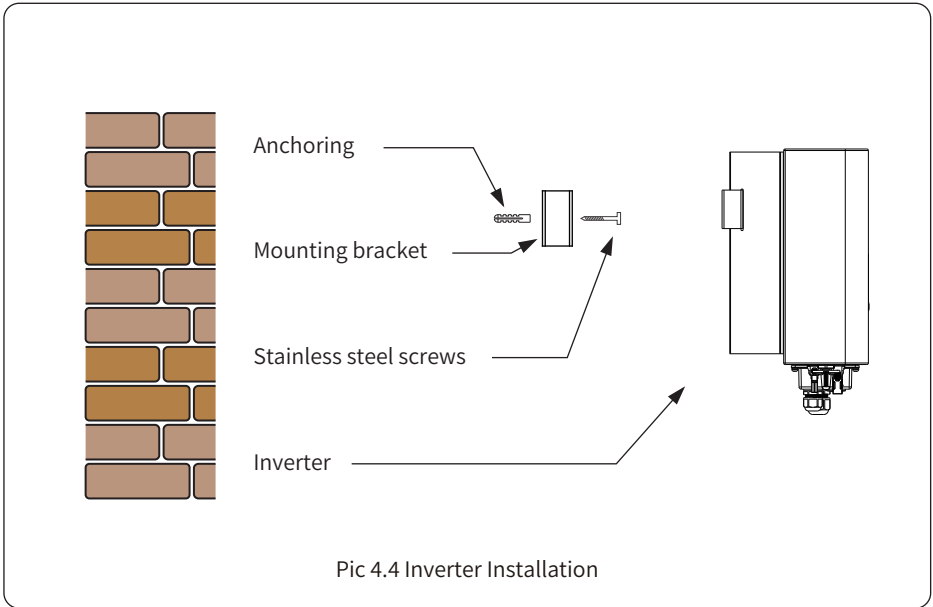 Anchoring
Mounting bracket
Stainless steel screws
Inverter
Pic 4.4 Inverter Installation